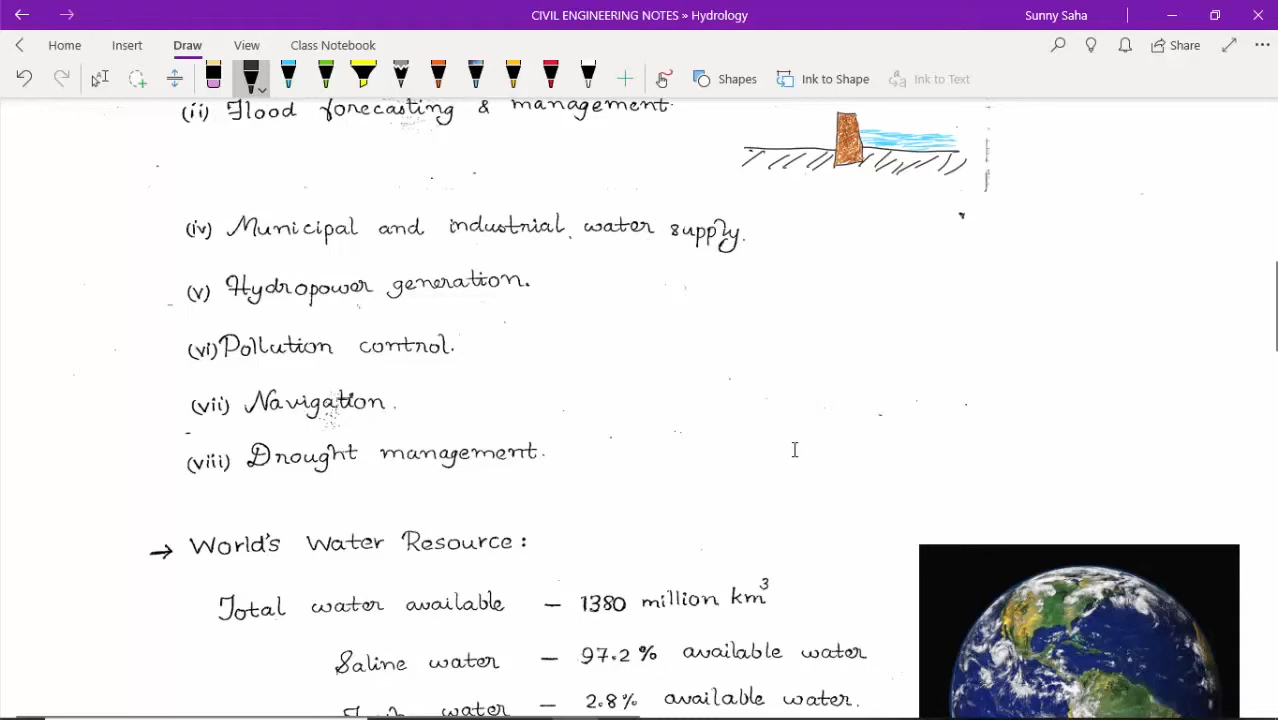 CIVIL ENGINEERING NOTES » Hydrology
Sunny Saha
Home Insert Draw View Class Notebook Share
Shapes Ink to Shape Ink to Text
(ii) Flood forecasting & management.
(iv) Municipal and industrial water supply.
(v) Hydropower generation.
(vi) Pollution control.
(vii) Navigation.
(viii) Drought management.
→ World's Water Resource:
Total water available — 1380 million km³
Saline water — 97.2 % available water
water — 2.8% available water.